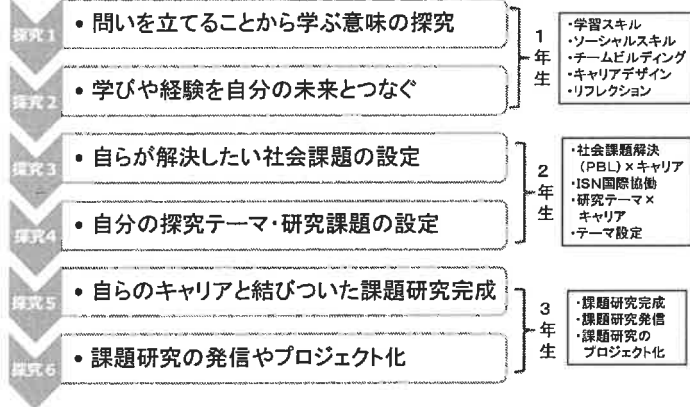 探究1
・問いを立てることから学ぶ意味の探究
探究2
・学びや経験を自分の未来とつなぐ
1年生
・学習スキル
・ソーシャルスキル
・チームビルディング
・キャリアデザイン
・リフレクション
探究3
・自らが解決したい社会課題の設定
探究4
・自分の探究テーマ・研究課題の設定
2年生
・社会課題解決
(PBL)×キャリア
・ISN国際協働
・研究テーマ×
キャリア
・テーマ設定
探究5
・自らのキャリアと結びついた課題研究完成
探究6
・課題研究の発信やプロジェクト化
3年生
・課題研究完成
・課題研究発信
・課題研究の
プロジェクト化